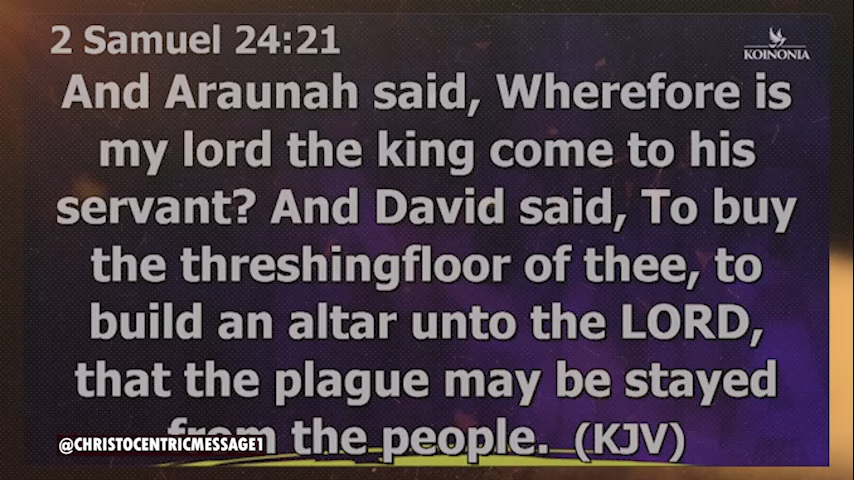 2 Samuel 24:21
KOINONIA
And Araunah said, Wherefore is
my lord the king come to his
servant? And David said, To buy
the threshingfloor of thee, to
build an altar unto the LORD,
that the plague may be stayed
from the people. (KJV)
@CHRISTOCENTRICMESSAGE1